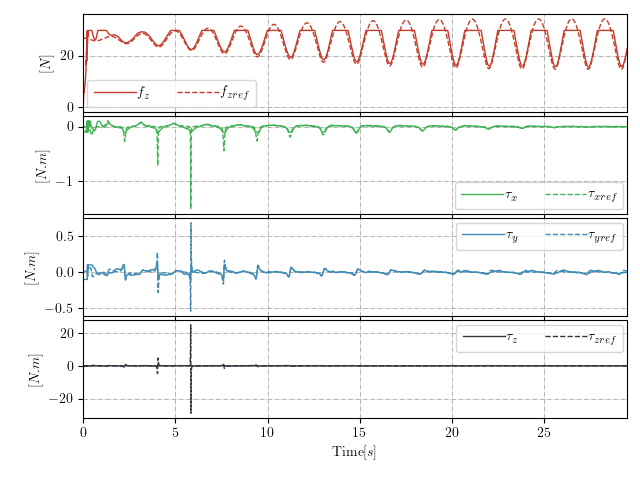 [N]
20
0
f_z f_zref
[N.m]
0
−1
τ_x τ_xref
[N.m]
0.5
0.0
−0.5
τ_y τ_yref
[N.m]
20
0
−20
τ_z τ_zref
0 5 10 15 20 25
Time[s]